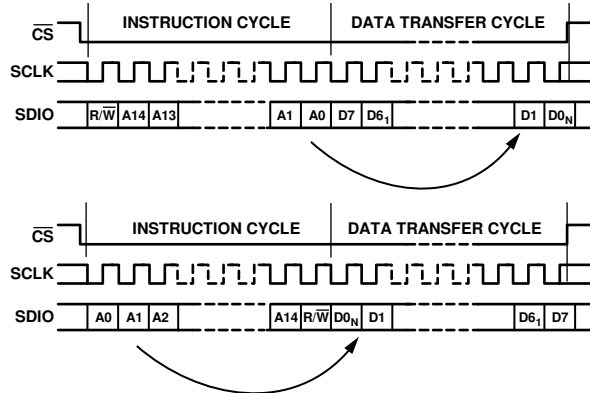 INSTRUCTION CYCLE DATA TRANSFER CYCLE
CS
SCLK
SDIO R/W A14 A13 A1 A0 D7 D6₁ D1 D0N
INSTRUCTION CYCLE DATA TRANSFER CYCLE
CS
SCLK
SDIO A0 A1 A2 A14 R/W D0N D1 D6₁ D7